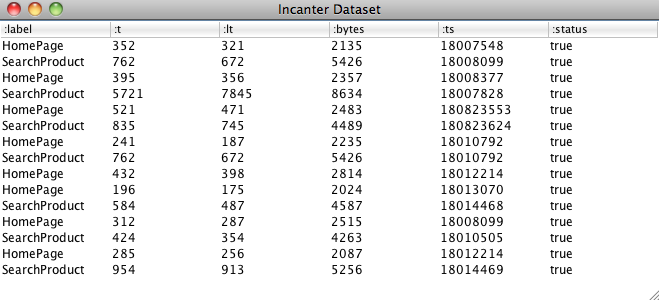 Incanter Dataset
:label :t :lt :bytes :ts :status
HomePage 352 321 2135 18007548 true
SearchProduct 762 672 5426 18008099 true
HomePage 395 356 2357 18008377 true
SearchProduct 5721 7845 8634 18007828 true
HomePage 521 471 2483 180823553 true
SearchProduct 835 745 4489 180823624 true
HomePage 241 187 2235 18010792 true
SearchProduct 762 672 5426 18010792 true
HomePage 432 398 2814 18012214 true
HomePage 196 175 2024 18013070 true
SearchProduct 584 487 4587 18014468 true
HomePage 312 287 2515 18008099 true
SearchProduct 424 354 4263 18010505 true
HomePage 285 256 2087 18012214 true
SearchProduct 954 913 5256 18014469 true